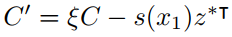 C′ = ξC − s(x₁)z*ᵀ